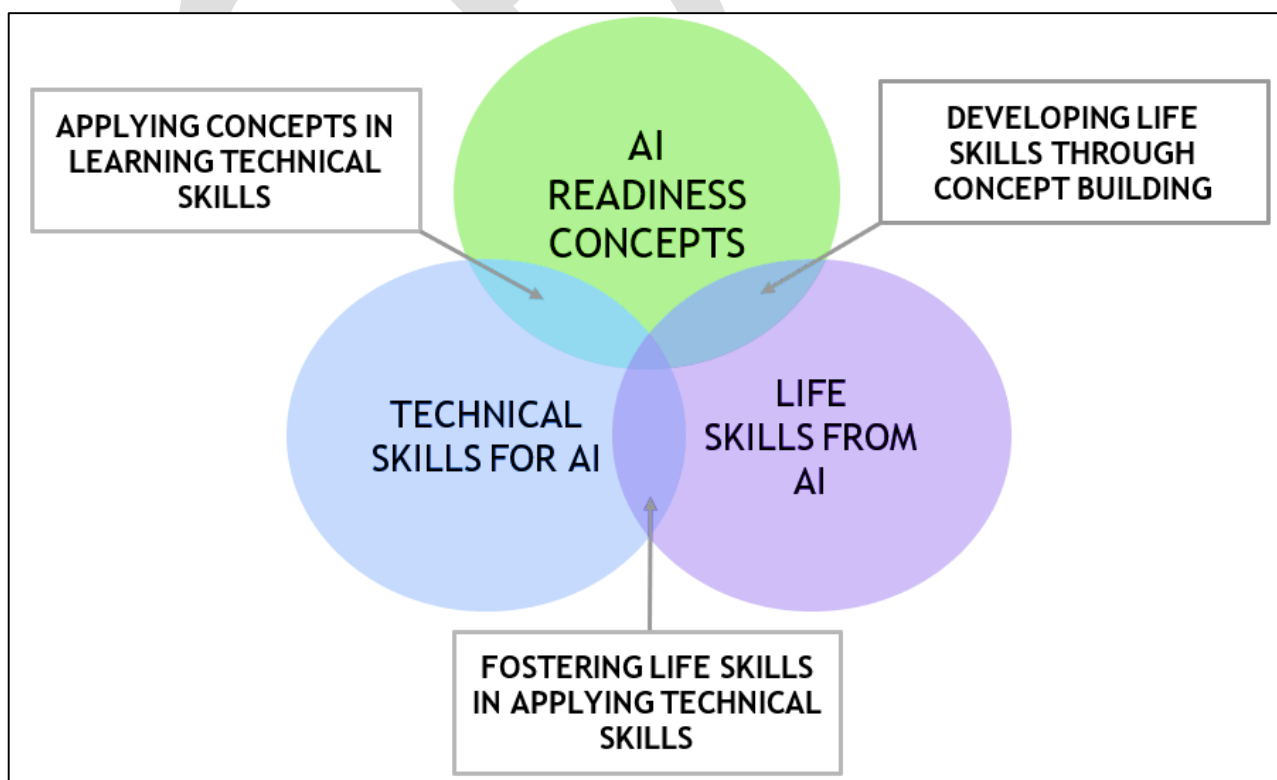 APPLYING CONCEPTS IN
LEARNING TECHNICAL
SKILLS
AI
READINESS
CONCEPTS
DEVELOPING LIFE
SKILLS THROUGH
CONCEPT BUILDING
TECHNICAL
SKILLS FOR AI
LIFE
SKILLS FROM
AI
FOSTERING LIFE SKILLS
IN APPLYING TECHNICAL
SKILLS